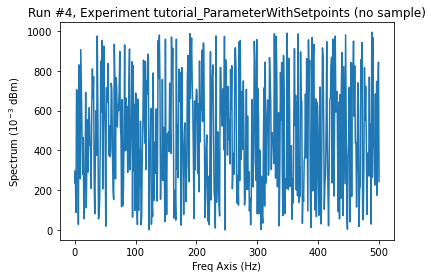 Run #4, Experiment tutorial_ParameterWithSetpoints (no sample)
1000
800
600
400
200
0
Spectrum (10⁻³ dBm)
0 100 200 300 400 500
Freq Axis (Hz)